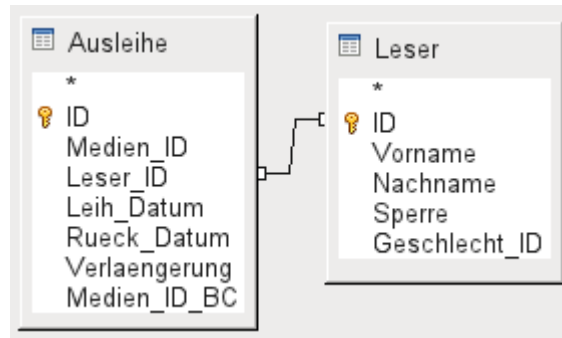 Ausleihe
*
ID
Medien_ID
Leser_ID
Leih_Datum
Rueck_Datum
Verlaengerung
Medien_ID_BC
Leser
*
ID
Vorname
Nachname
Sperre
Geschlecht_ID